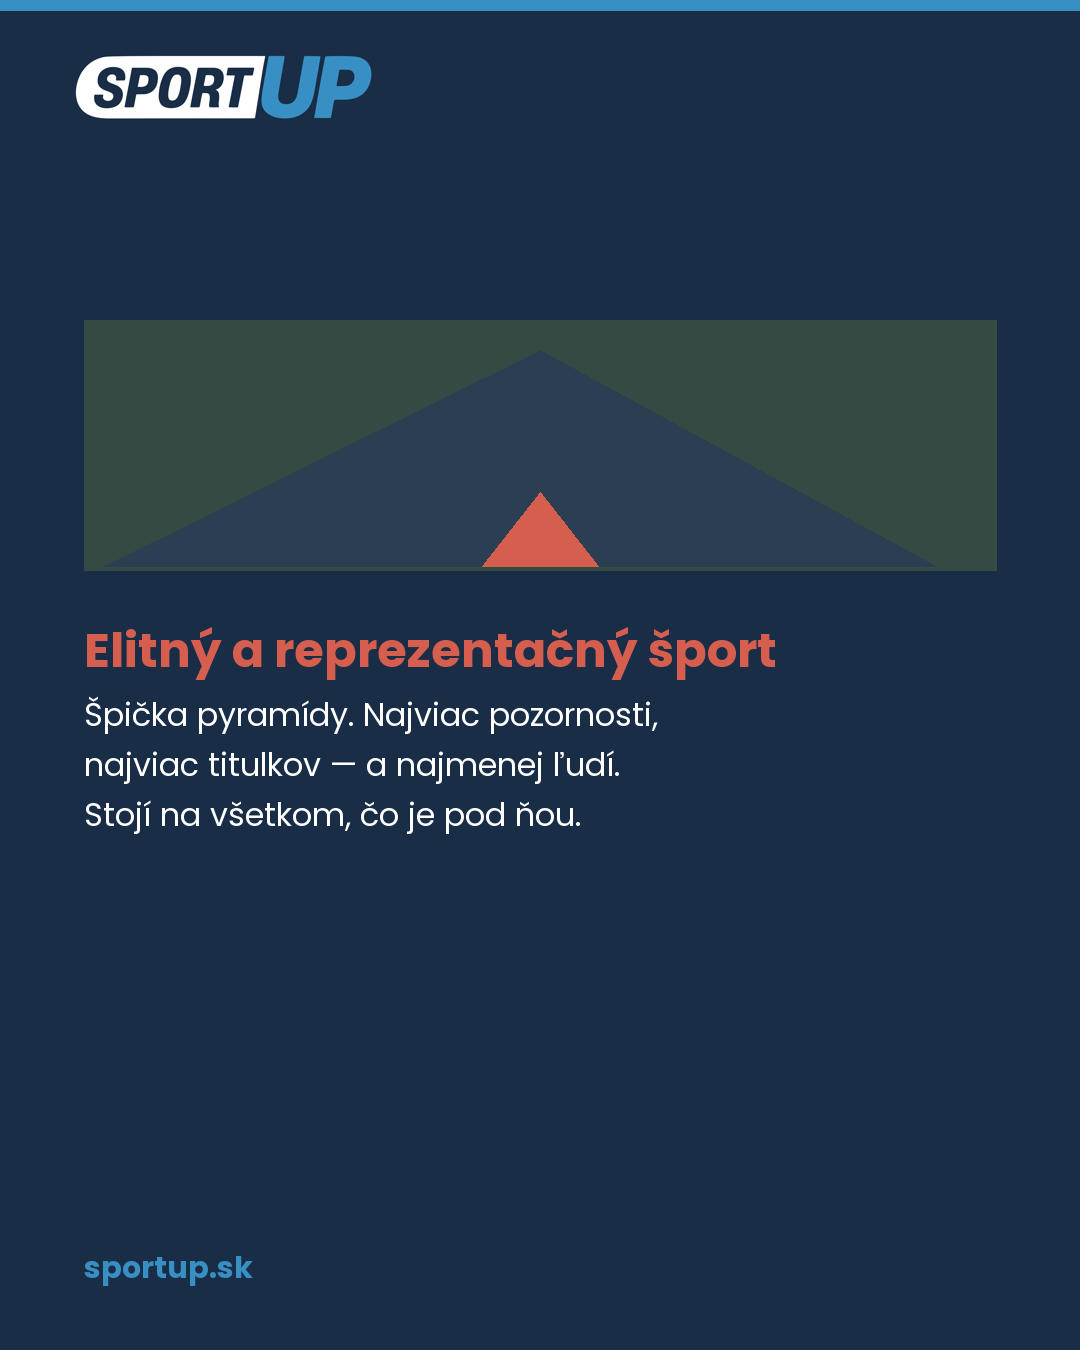 SPORTUP
Elitný a reprezentačný šport
Špička pyramídy. Najviac pozornosti,
najviac titulkov — a najmenej ľudí.
Stojí na všetkom, čo je pod ňou.
sportup.sk